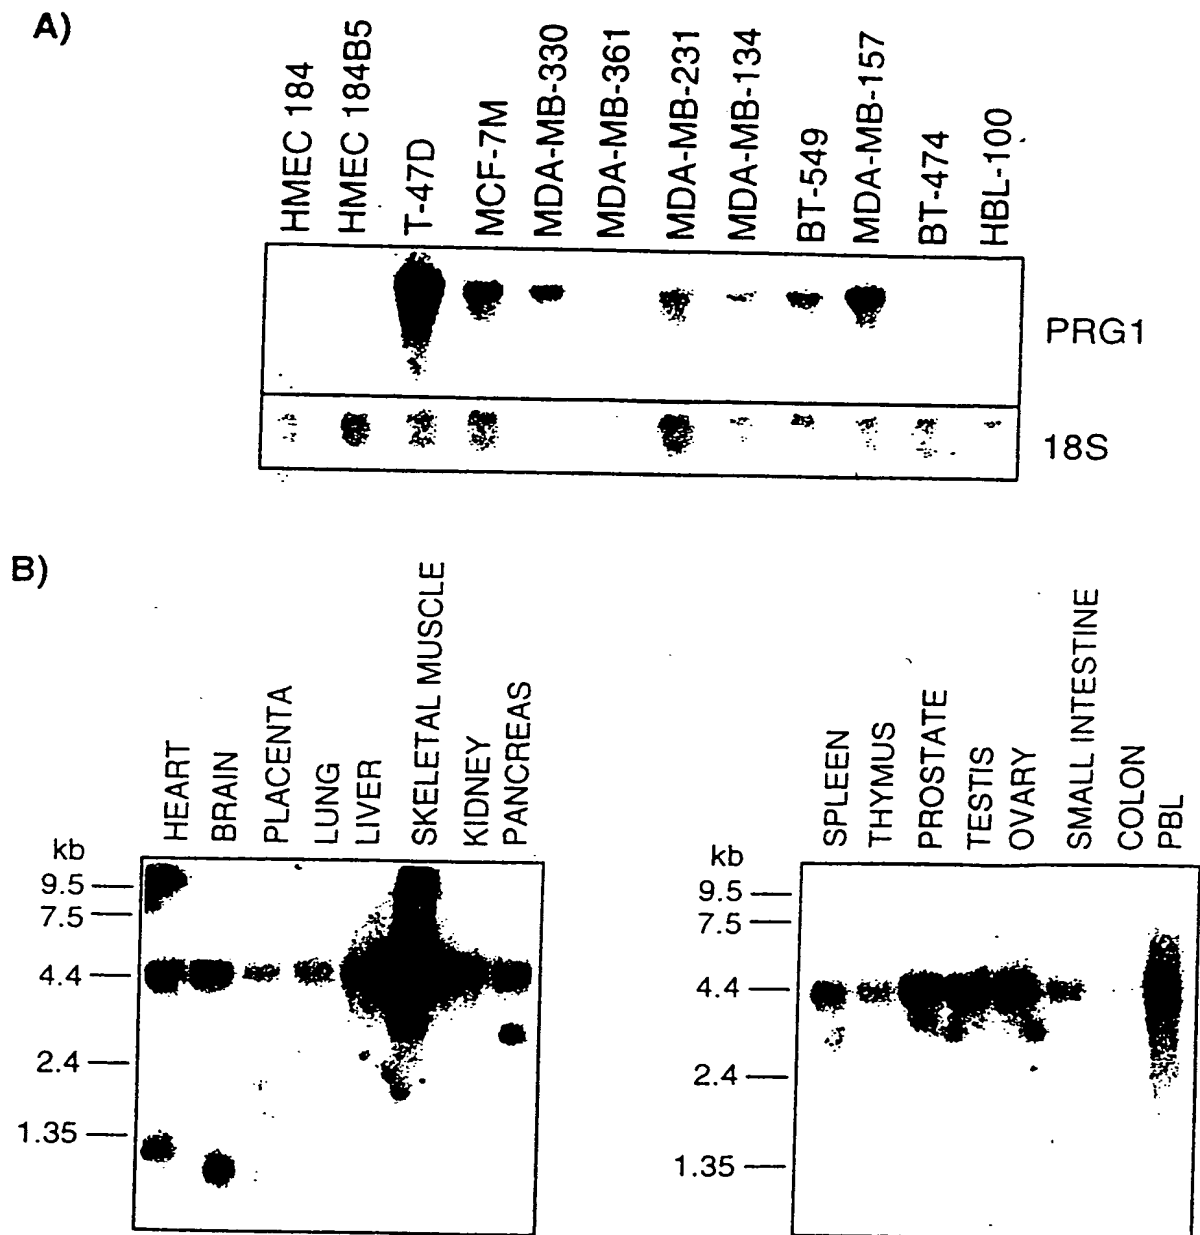 A)
HMEC 184
HMEC 184B5
T-47D
MCF-7M
MDA-MB-330
MDA-MB-361
MDA-MB-231
MDA-MB-134
BT-549
MDA-MB-157
BT-474
HBL-100
PRG1
18S
B)
HEART
BRAIN
PLACENTA
LUNG
LIVER
SKELETAL MUSCLE
KIDNEY
PANCREAS
kb
9.5
7.5
4.4
2.4
1.35
SPLEEN
THYMUS
PROSTATE
TESTIS
OVARY
SMALL INTESTINE
COLON
PBL
kb
9.5
7.5
4.4
2.4
1.35